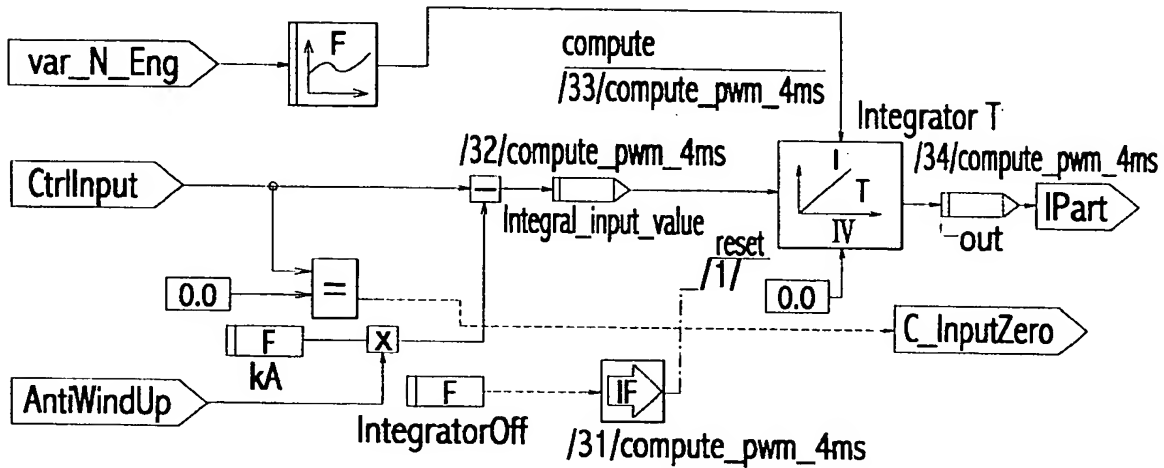 F
compute
var_N_Eng
/33/compute_pwm_4ms
Integrator T
/32/compute_pwm_4ms
/34/compute_pwm_4ms
I
CtrlInput
−
T
IPart
Integral_input_value
IV
out
reset
/1/
0.0
=
0.0
C_InputZero
F
X
kA
AntiWindUp
F
IF
IntegratorOff
/31/compute_pwm_4ms